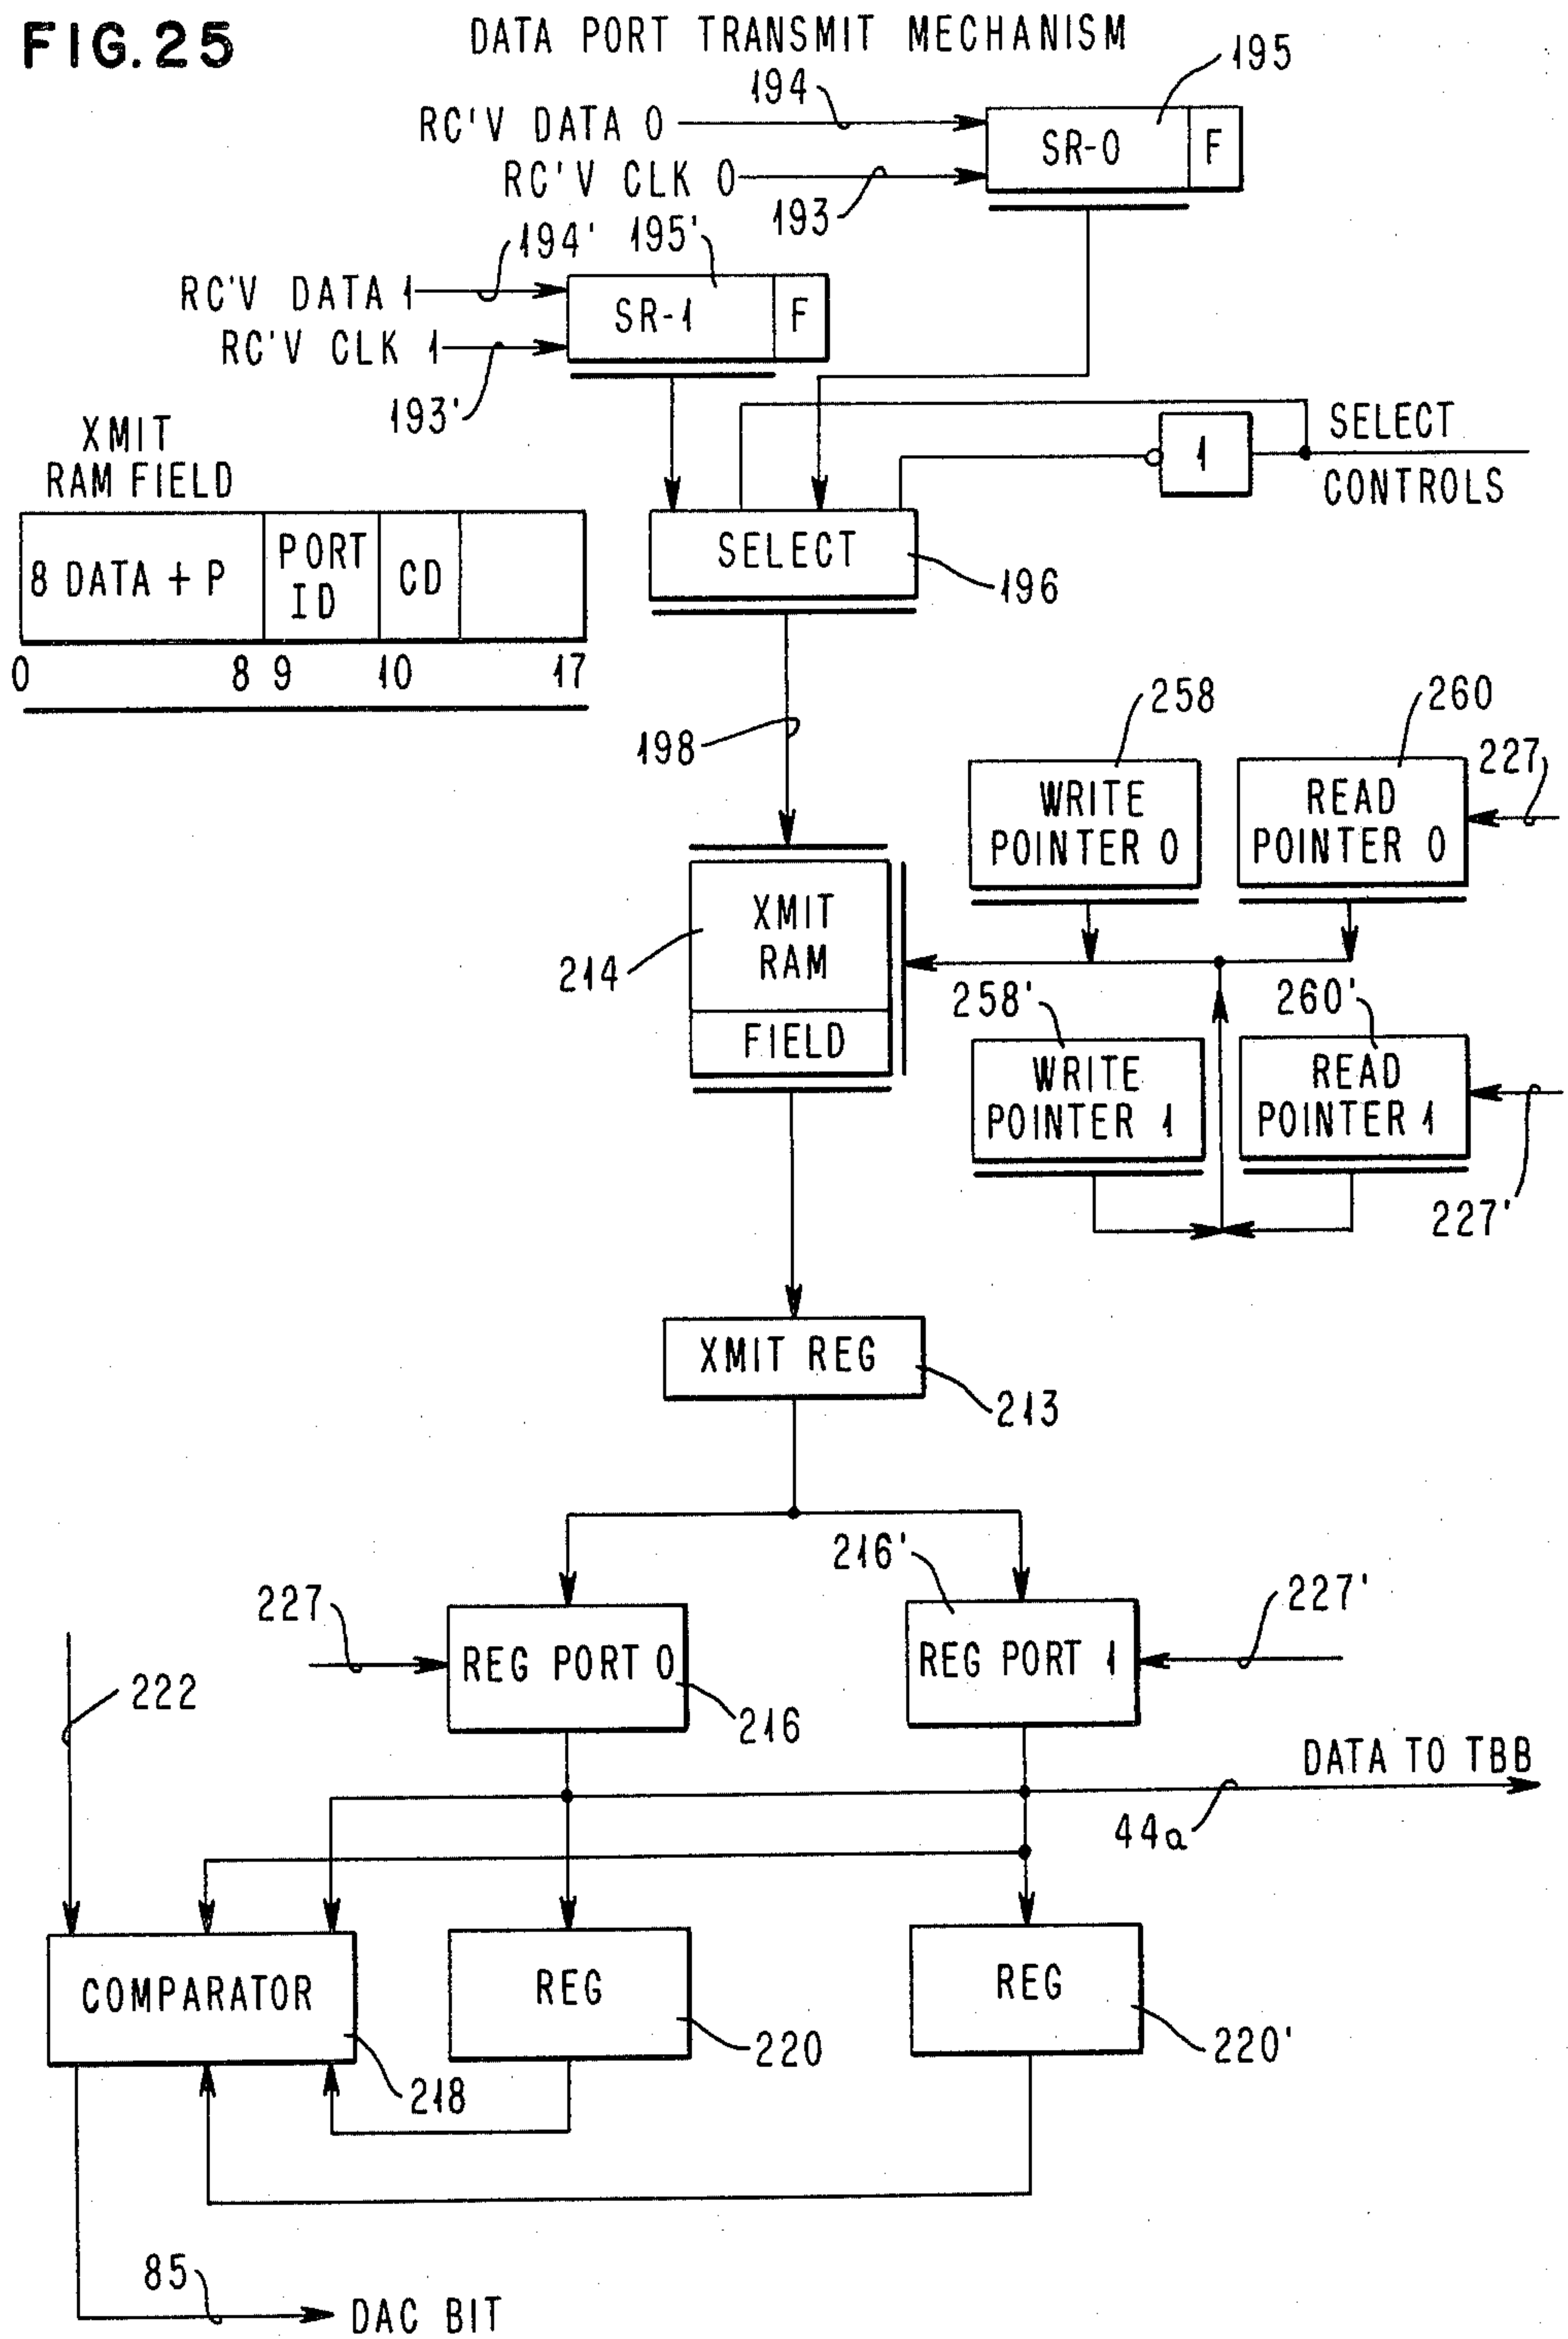 FIG. 25
DATA PORT TRANSMIT MECHANISM
195
194
RC'V DATA 0
SR-0
F
RC'V CLK 0
193
194'
195'
RC'V DATA 1
SR-1
F
RC'V CLK 1
193'
XMIT
RAM FIELD
8 DATA + P
PORT
ID
CD
0
8
9
10
17
1
SELECT
CONTROLS
SELECT
196
198
258
260
227
WRITE
POINTER 0
READ
POINTER 0
XMIT
RAM
FIELD
214
258'
260'
WRITE
POINTER 1
READ
POINTER 1
227'
XMIT REG
213
216'
227
227'
REG PORT 0
REG PORT 1
222
216
DATA TO TBB
44a
COMPARATOR
REG
REG
220
220'
218
85
DAC BIT